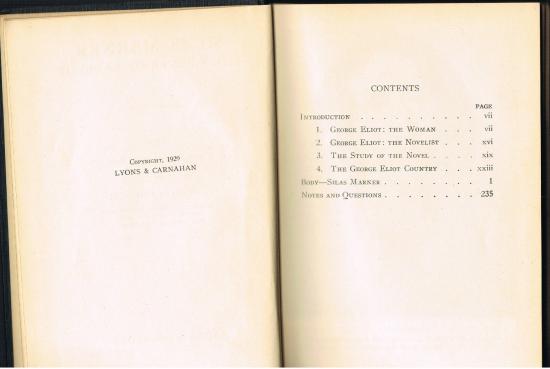 Copyright, 1929
LYONS & CARNAHAN
CONTENTS
PAGE
Introduction . . . . . . . . . . vii
1. George Eliot: the Woman . . . vii
2. George Eliot: the Novelist . . xvi
3. The Study of the Novel . . . . xix
4. The George Eliot Country . . . xxiii
Body—Silas Marner . . . . . . . . 1
Notes and Questions . . . . . . . . 235